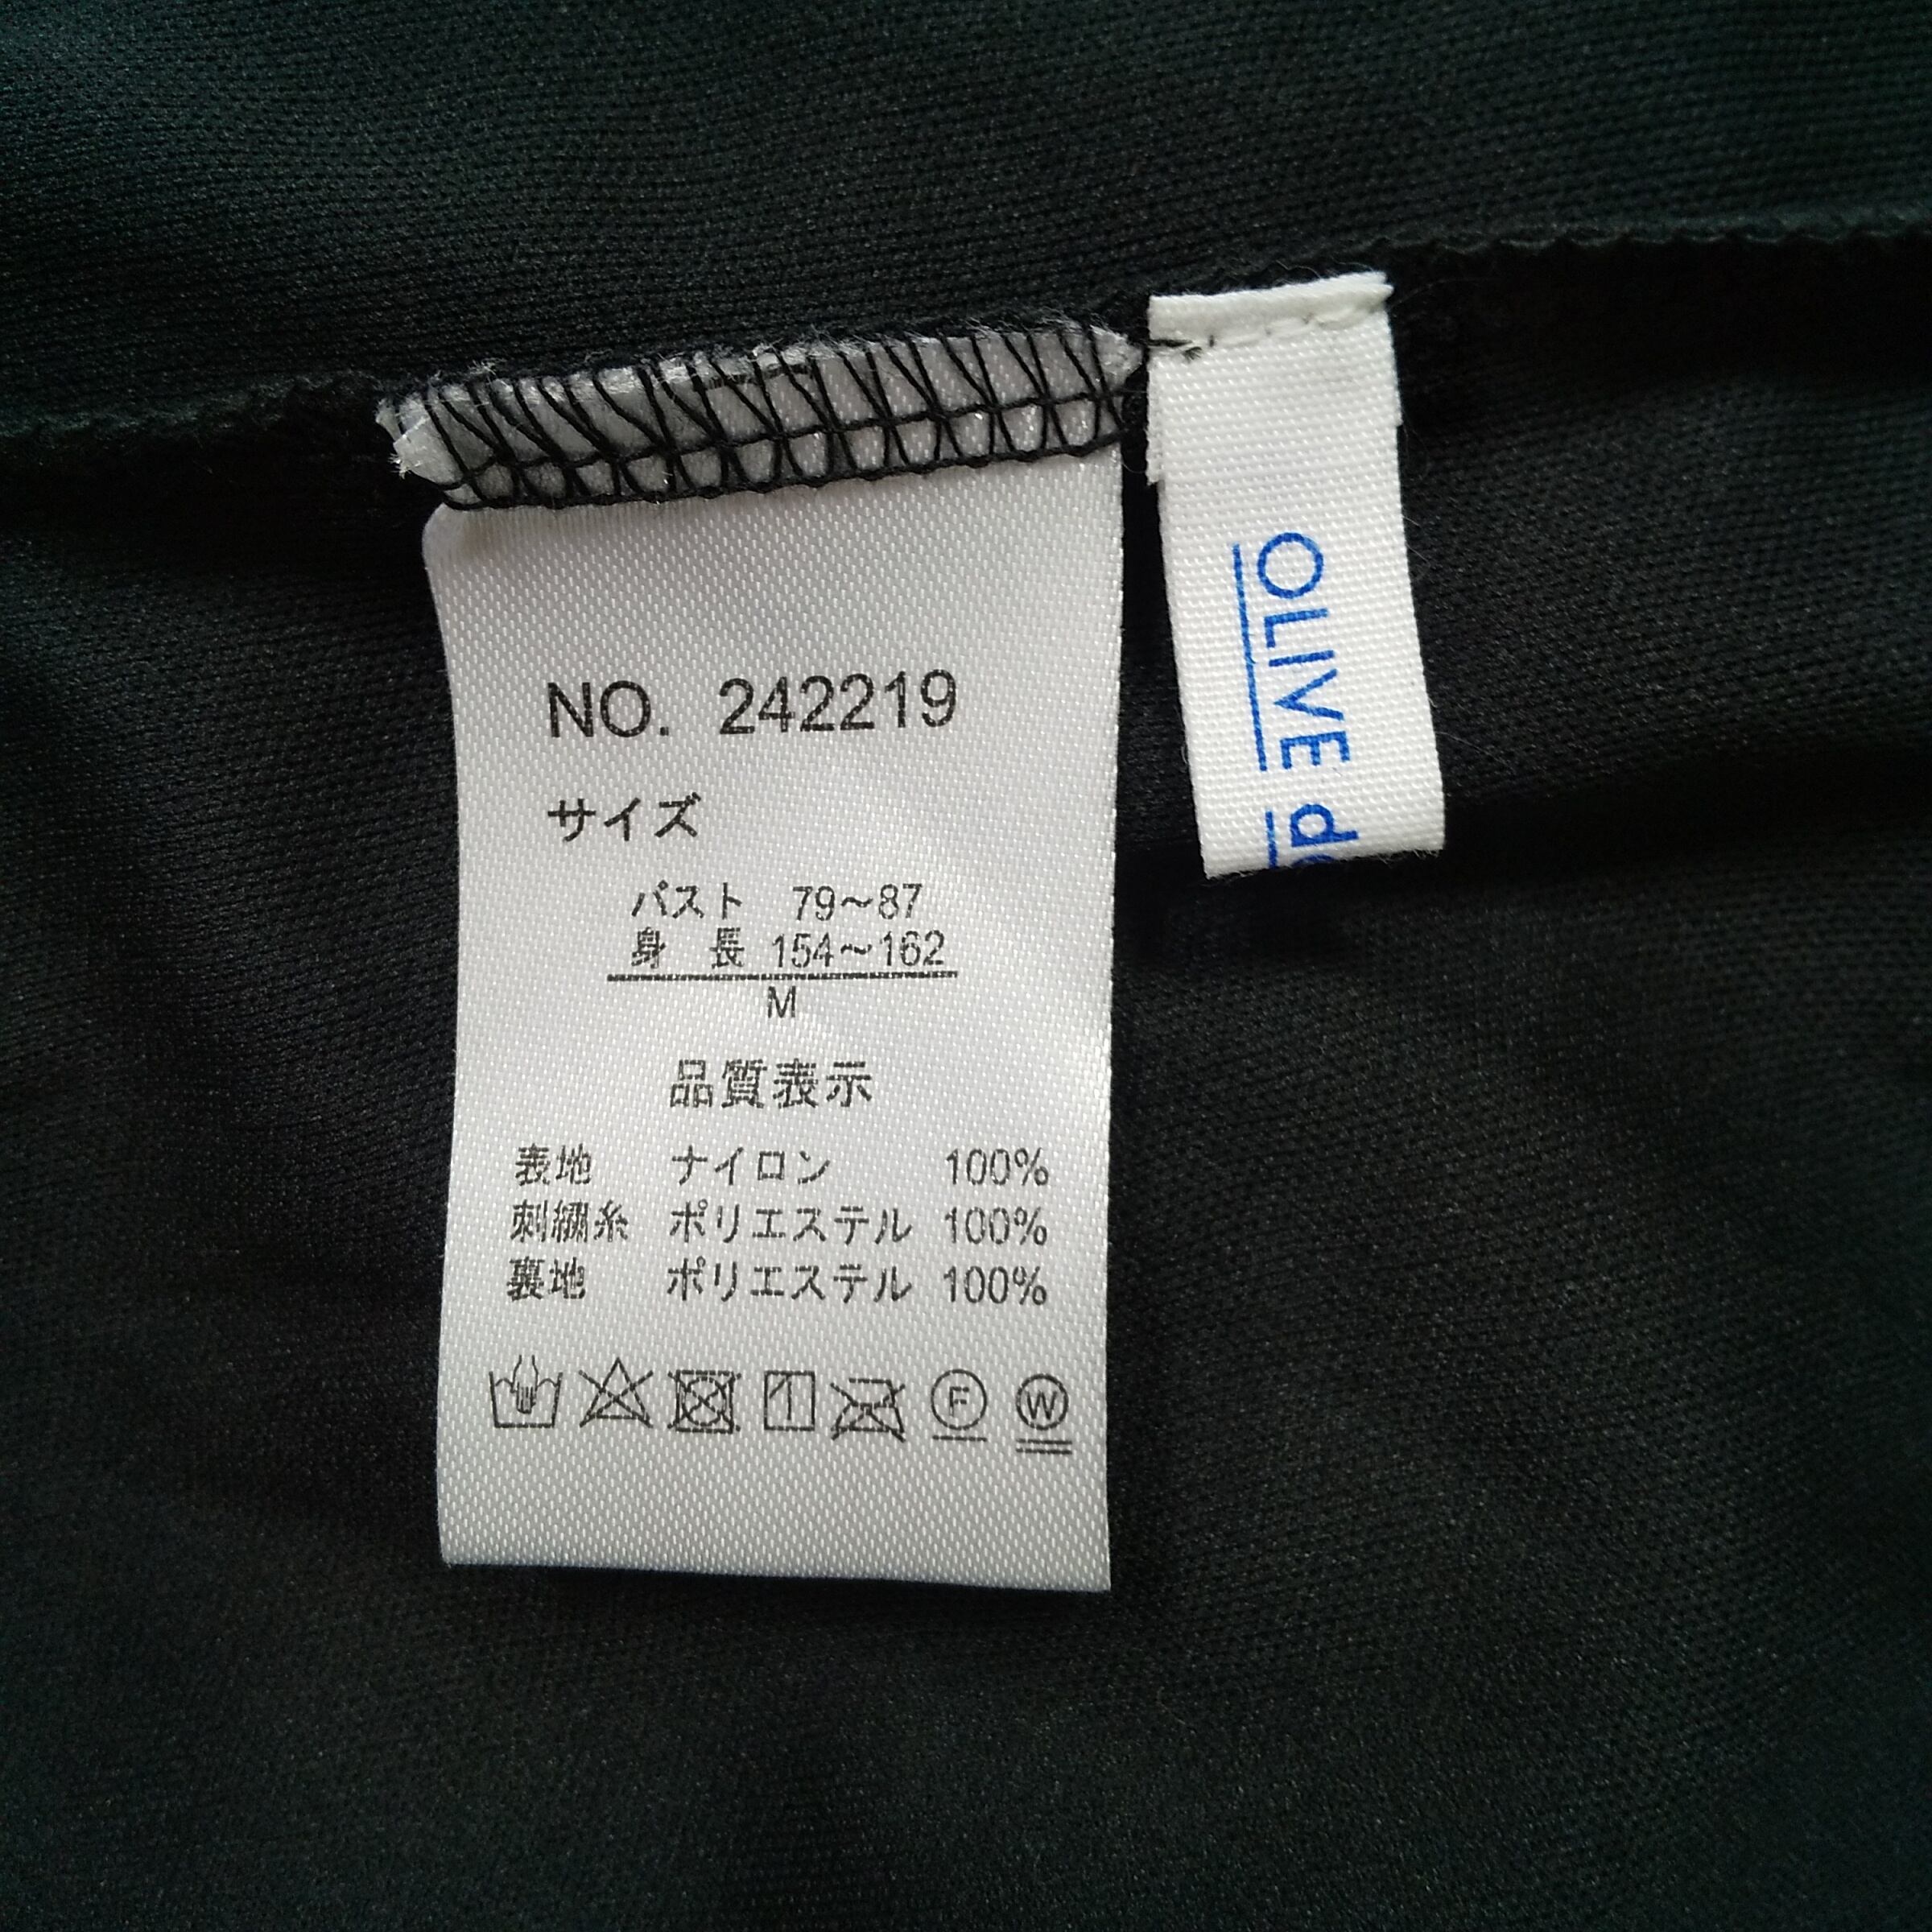 NO. 242219
サイズ
バスト 79～87
身 長 154～162
M
品質表示
表地 ナイロン 100%
刺繍糸 ポリエステル 100%
裏地 ポリエステル 100%
F
W
OLIVE